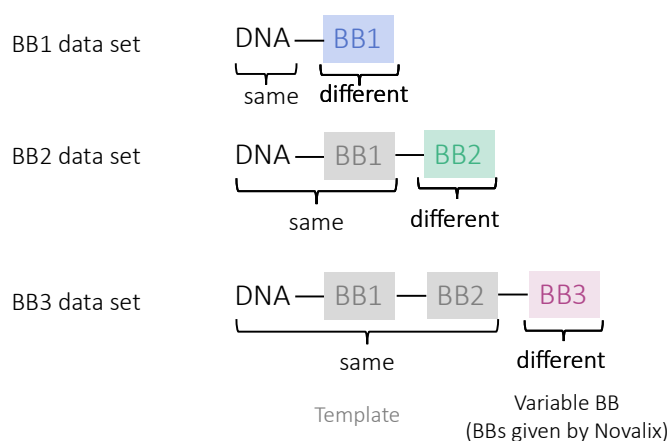 BB1 data set DNA BB1
same different
BB2 data set DNA BB1 BB2
same different
BB3 data set DNA BB1 BB2 BB3
same different
Template Variable BB
(BBs given by Novalix)